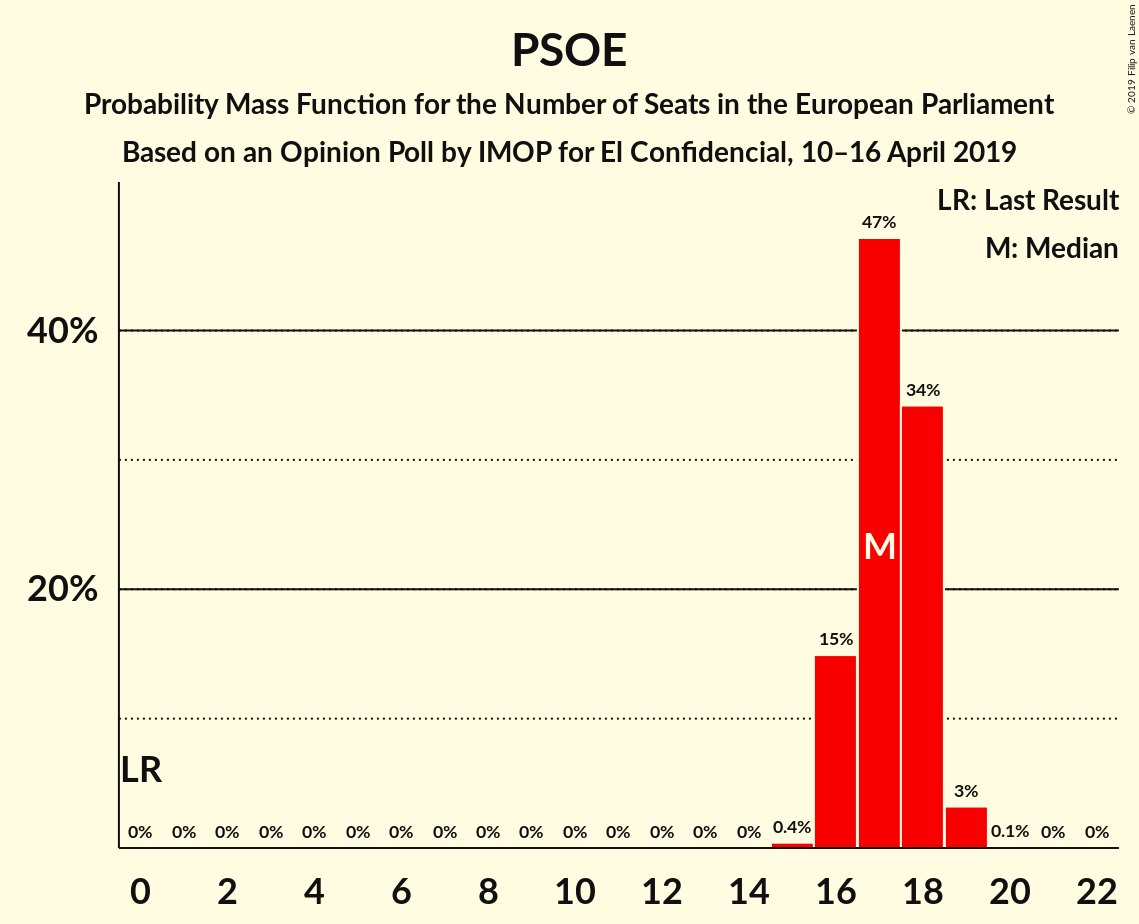 PSOE
Probability Mass Function for the Number of Seats in the European Parliament
Based on an Opinion Poll by IMOP for El Confidencial, 10–16 April 2019
© 2019 Filip van Laenen
LR: Last Result
M: Median
47%
40%
34%
M
20%
15%
LR
3%
0% 0% 0% 0% 0% 0% 0% 0% 0% 0% 0% 0% 0% 0% 0% 0.4% 0.1% 0% 0%
0 2 4 6 8 10 12 14 16 18 20 22